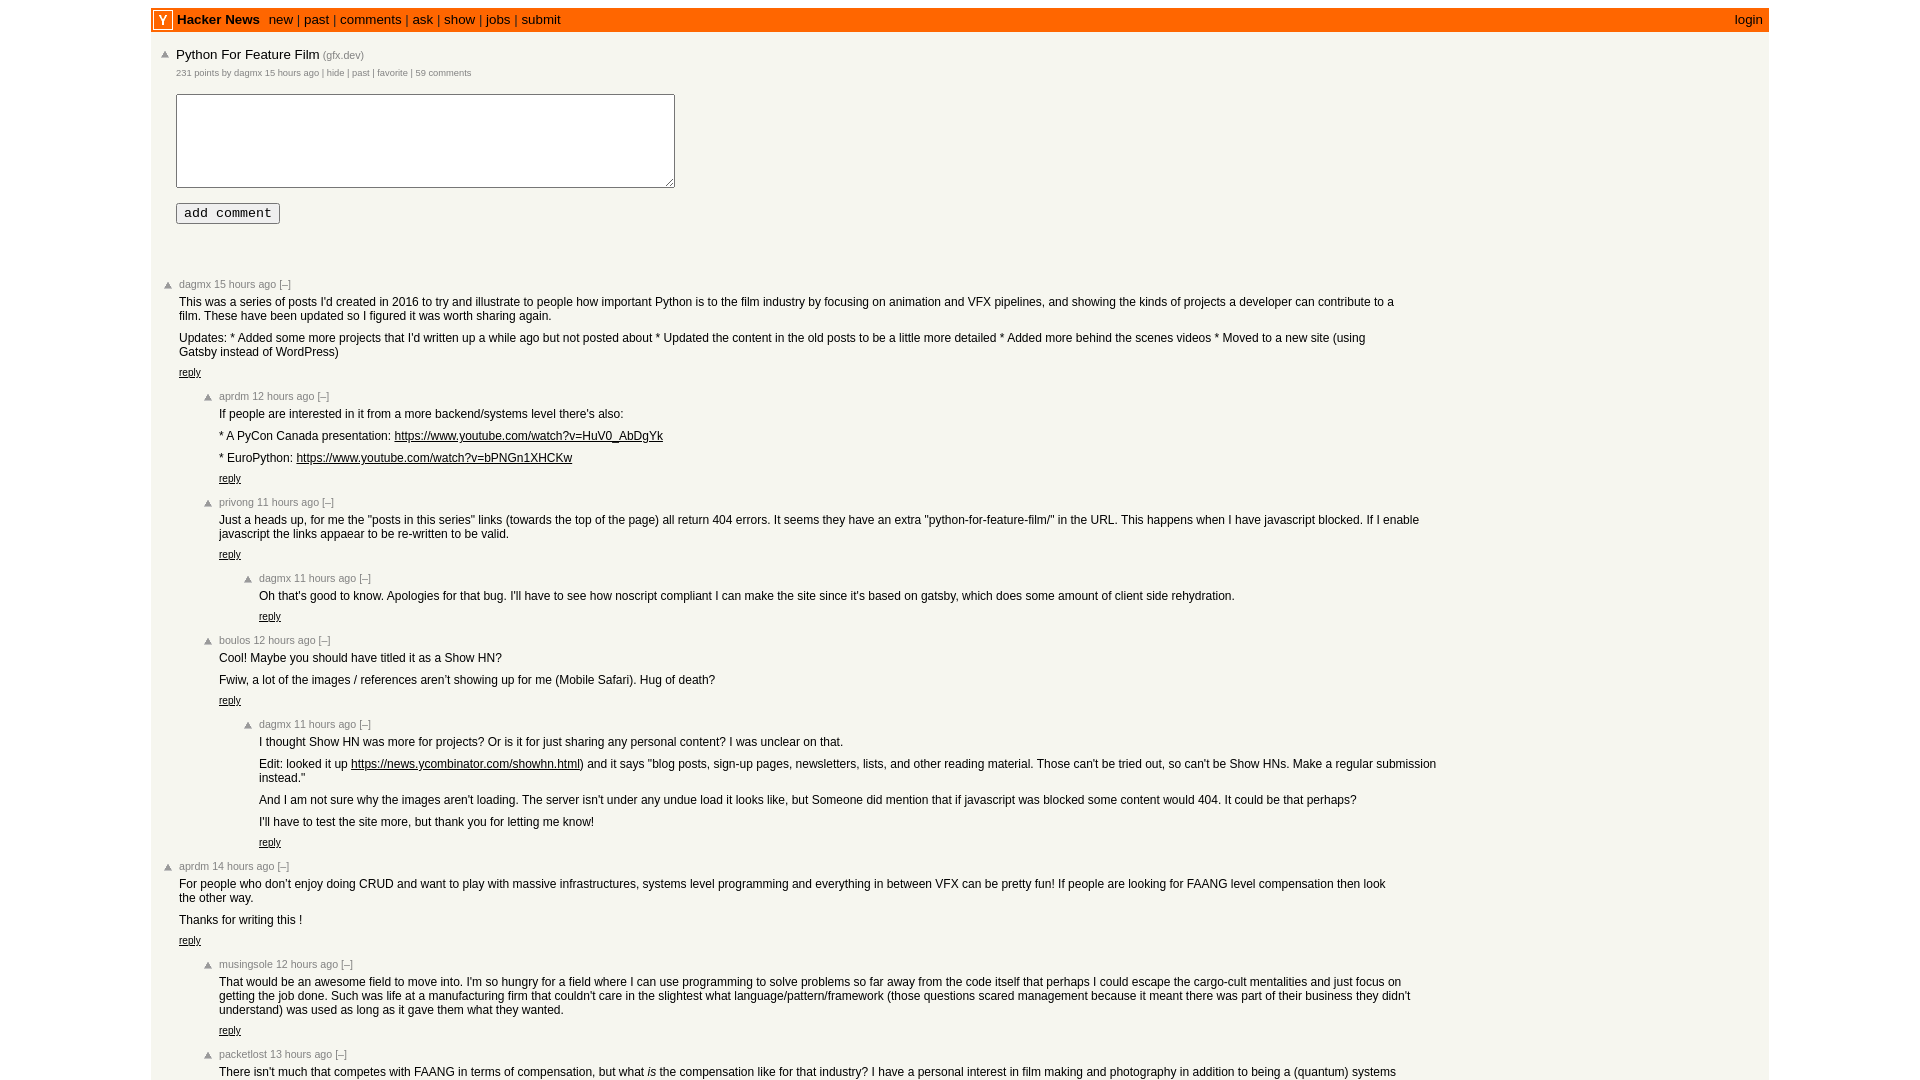 Y Hacker News new | past | comments | ask | show | jobs | submit login
Python For Feature Film (gfx.dev)
231 points by dagmx 15 hours ago | hide | past | favorite | 59 comments
add comment
dagmx 15 hours ago [–]
This was a series of posts I'd created in 2016 to try and illustrate to people how important Python is to the film industry by focusing on animation and VFX pipelines, and showing the kinds of projects a developer can contribute to a
film. These have been updated so I figured it was worth sharing again.
Updates: * Added some more projects that I'd written up a while ago but not posted about * Updated the content in the old posts to be a little more detailed * Added more behind the scenes videos * Moved to a new site (using
Gatsby instead of WordPress)
reply
aprdm 12 hours ago [–]
If people are interested in it from a more backend/systems level there's also:
* A PyCon Canada presentation: https://www.youtube.com/watch?v=HuV0_AbDgYk
* EuroPython: https://www.youtube.com/watch?v=bPNGn1XHCKw
reply
privong 11 hours ago [–]
Just a heads up, for me the "posts in this series" links (towards the top of the page) all return 404 errors. It seems they have an extra "python-for-feature-film/" in the URL. This happens when I have javascript blocked. If I enable
javascript the links appaear to be re-written to be valid.
reply
dagmx 11 hours ago [–]
Oh that's good to know. Apologies for that bug. I'll have to see how noscript compliant I can make the site since it's based on gatsby, which does some amount of client side rehydration.
reply
boulos 12 hours ago [–]
Cool! Maybe you should have titled it as a Show HN?
Fwiw, a lot of the images / references aren’t showing up for me (Mobile Safari). Hug of death?
reply
dagmx 11 hours ago [–]
I thought Show HN was more for projects? Or is it for just sharing any personal content? I was unclear on that.
Edit: looked it up https://news.ycombinator.com/showhn.html) and it says "blog posts, sign-up pages, newsletters, lists, and other reading material. Those can't be tried out, so can't be Show HNs. Make a regular submission
instead."
And I am not sure why the images aren't loading. The server isn't under any undue load it looks like, but Someone did mention that if javascript was blocked some content would 404. It could be that perhaps?
I'll have to test the site more, but thank you for letting me know!
reply
aprdm 14 hours ago [–]
For people who don’t enjoy doing CRUD and want to play with massive infrastructures, systems level programming and everything in between VFX can be pretty fun! If people are looking for FAANG level compensation then look
the other way.
Thanks for writing this !
reply
musingsole 12 hours ago [–]
That would be an awesome field to move into. I'm so hungry for a field where I can use programming to solve problems so far away from the code itself that perhaps I could escape the cargo-cult mentalities and just focus on
getting the job done. Such was life at a manufacturing firm that couldn't care in the slightest what language/pattern/framework (those questions scared management because it meant there was part of their business they didn't
understand) was used as long as it gave them what they wanted.
reply
packetlost 13 hours ago [–]
There isn't much that competes with FAANG in terms of compensation, but what is the compensation like for that industry? I have a personal interest in film making and photography in addition to being a (quantum) systems